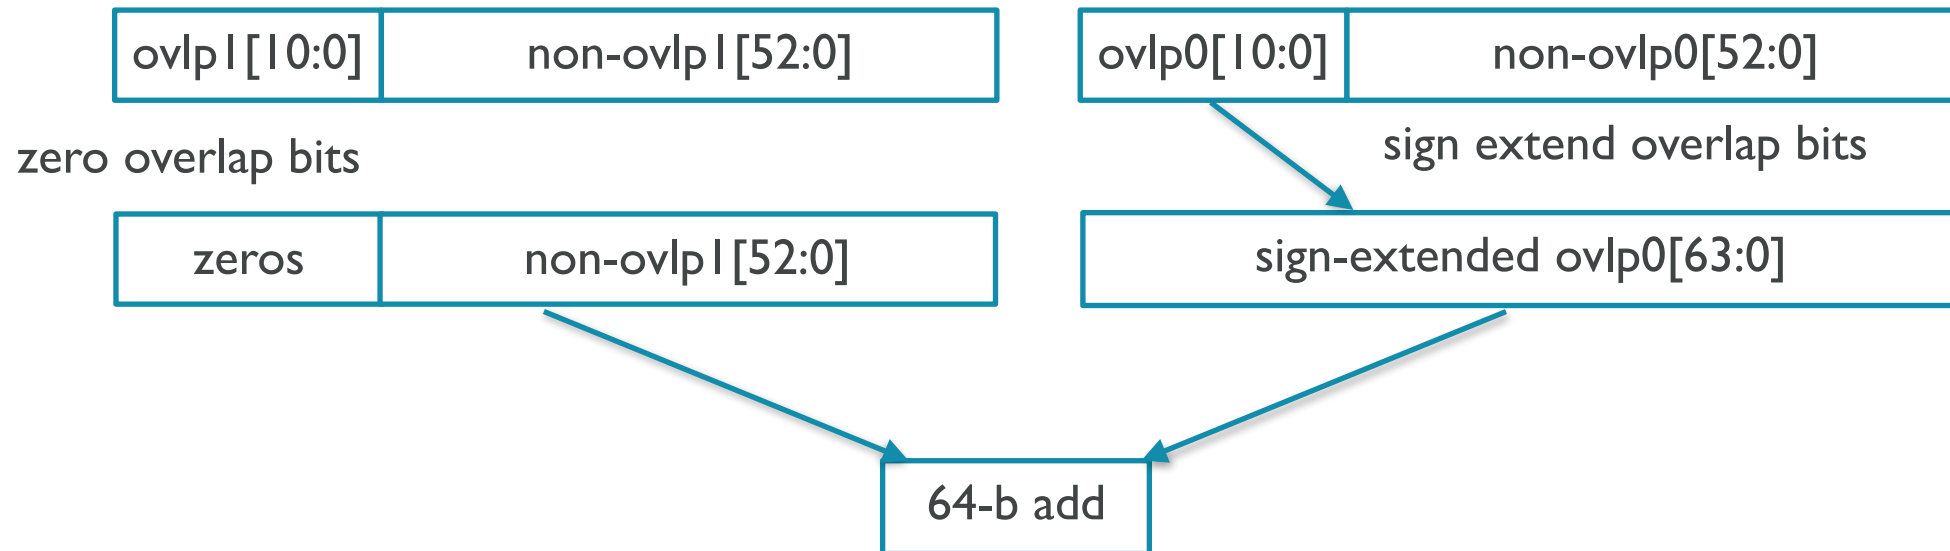 ovlp1[10:0] non-ovlp1[52:0] ovlp0[10:0] non-ovlp0[52:0]
zero overlap bits sign extend overlap bits
zeros non-ovlp1[52:0] sign-extended ovlp0[63:0]
64-b add